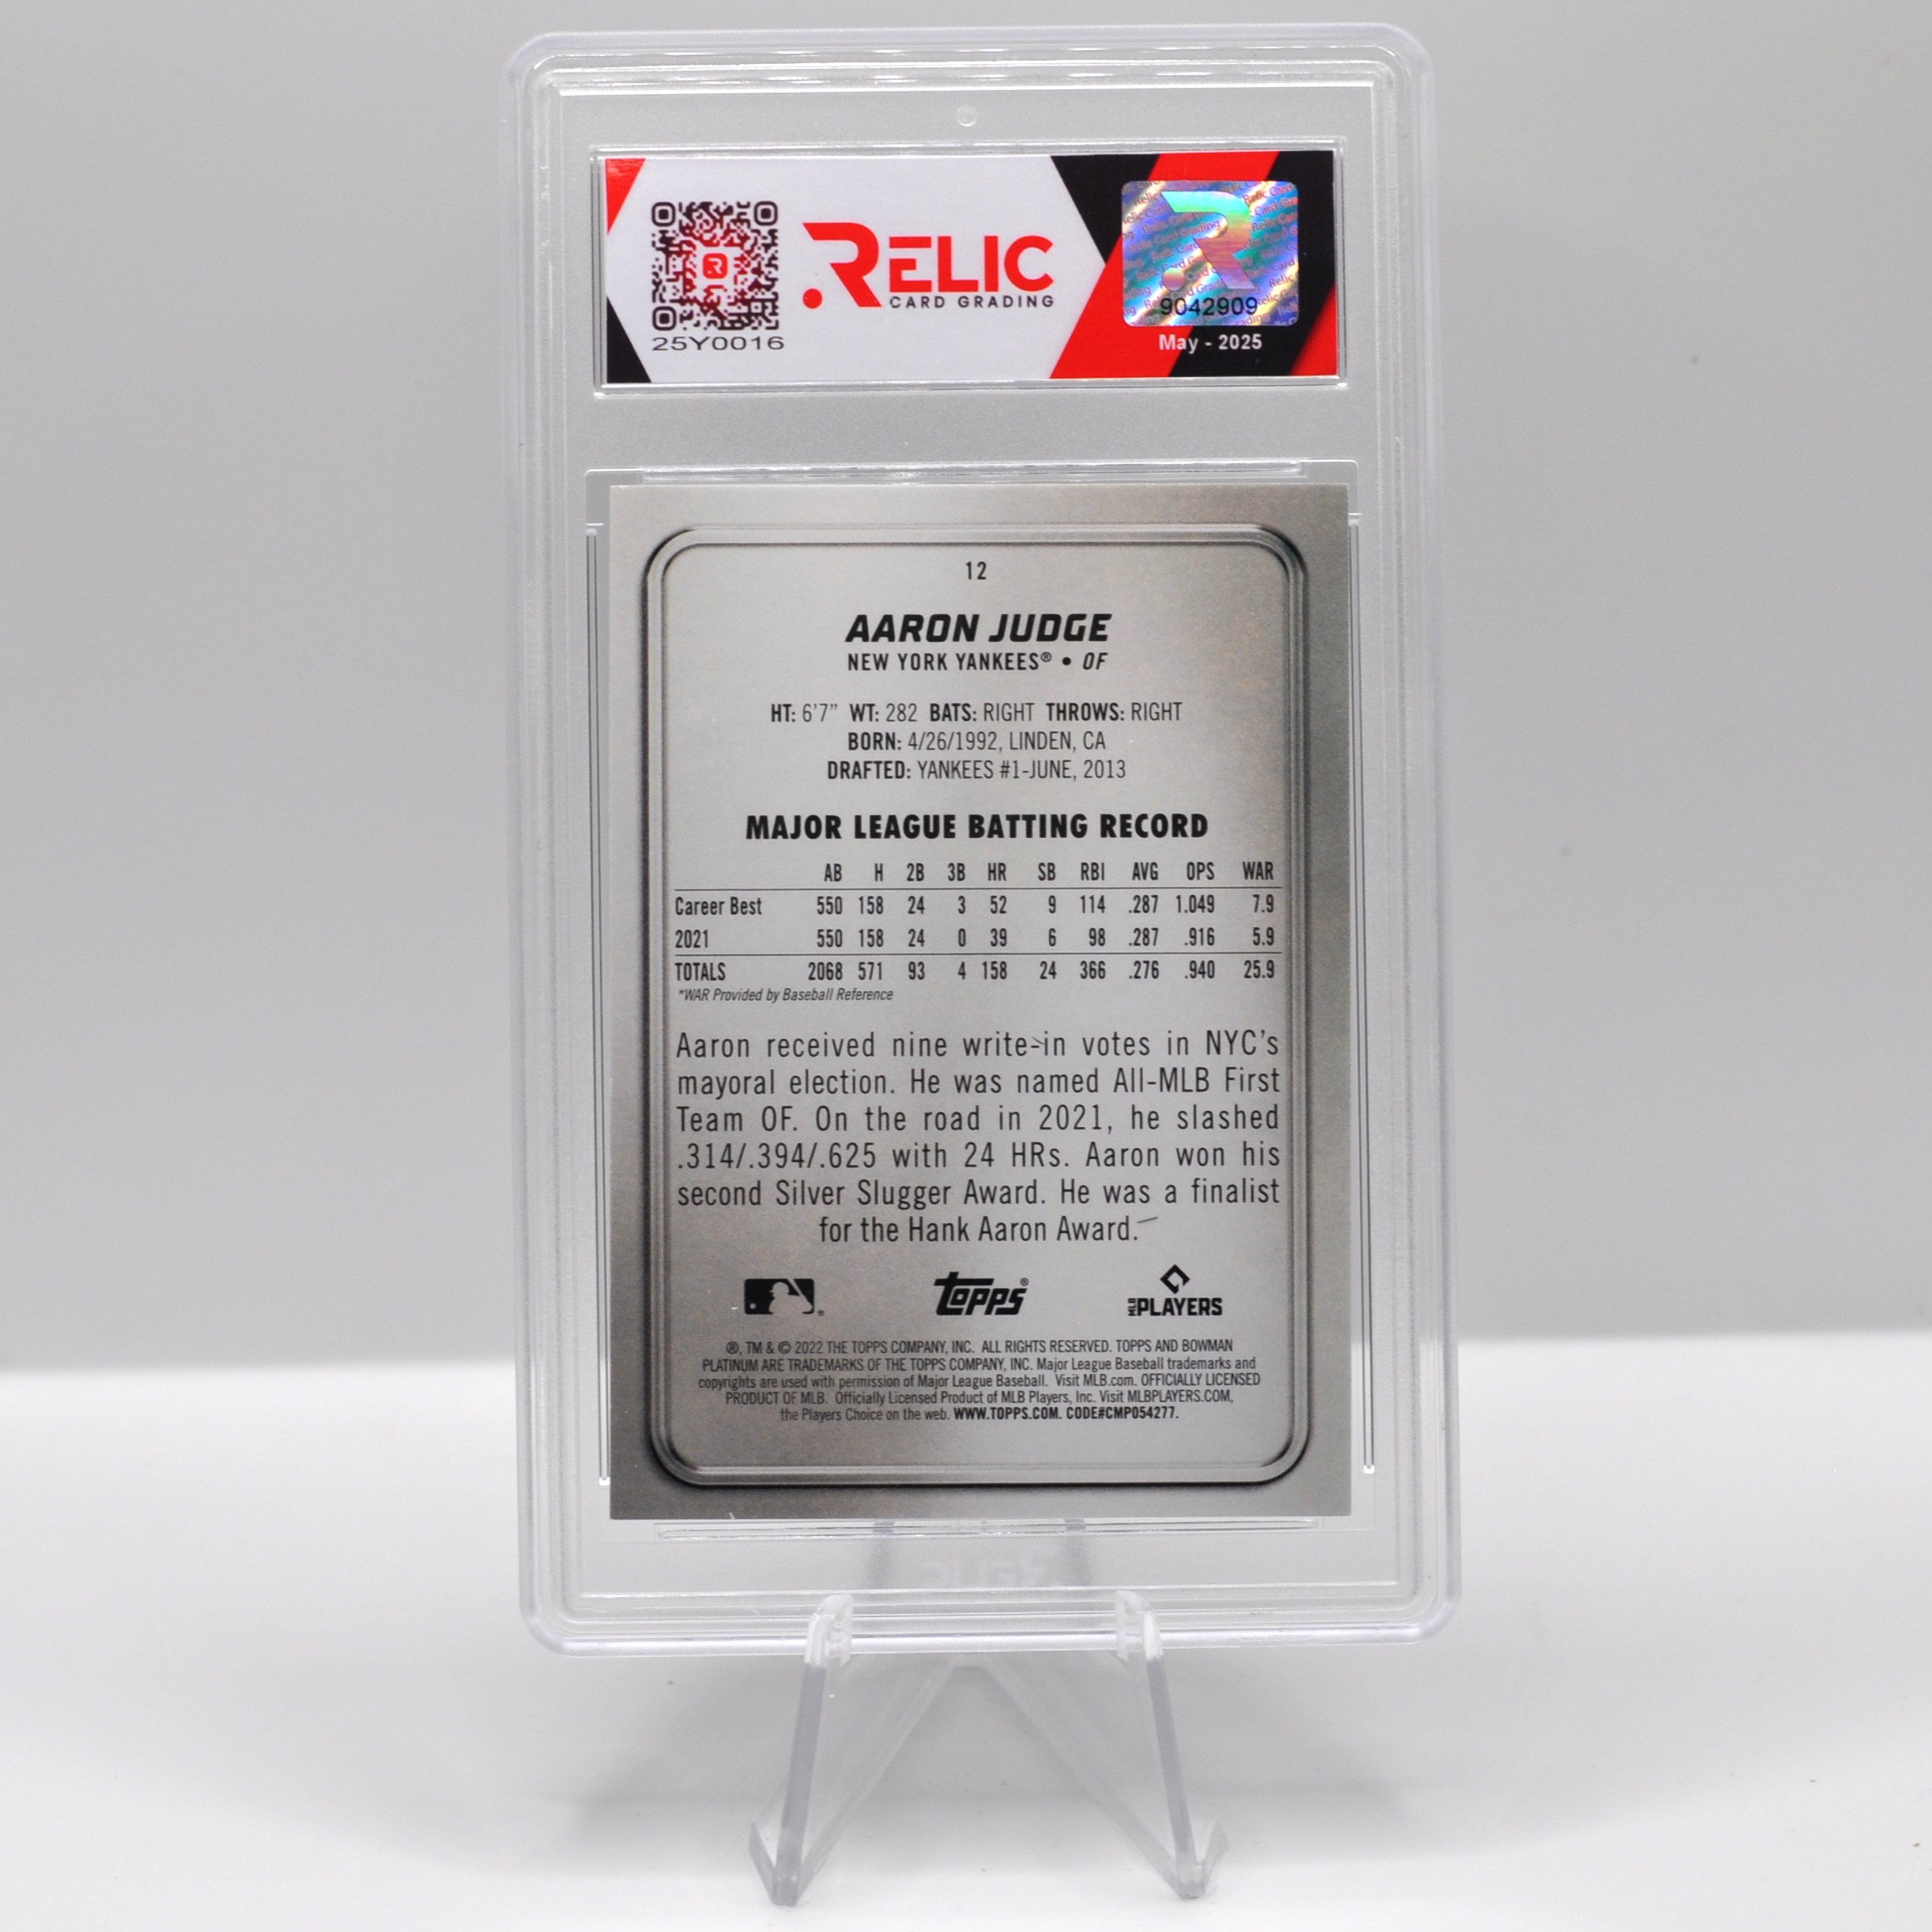 RELIC
CARD GRADING
25Y0016
9042909
May - 2025
12
AARON JUDGE
NEW YORK YANKEES® • OF
HT: 6'7" WT: 282 BATS: RIGHT THROWS: RIGHT
BORN: 4/26/1992, LINDEN, CA
DRAFTED: YANKEES #1-JUNE, 2013
MAJOR LEAGUE BATTING RECORD
AB H 2B 3B HR SB RBI AVG OPS WAR
Career Best 550 158 24 3 52 9 114 .287 1.049 7.9
2021 550 158 24 0 39 6 98 .287 .916 5.9
TOTALS 2068 571 93 4 158 24 366 .276 .940 25.9
*WAR Provided by Baseball Reference
Aaron received nine write-in votes in NYC's
mayoral election. He was named All-MLB First
Team OF. On the road in 2021, he slashed
.314/.394/.625 with 24 HRs. Aaron won his
second Silver Slugger Award. He was a finalist
for the Hank Aaron Award.
Topps®
MLB PLAYERS
®, TM & © 2022 THE TOPPS COMPANY, INC. ALL RIGHTS RESERVED. TOPPS AND BOWMAN
PLATINUM ARE TRADEMARKS OF THE TOPPS COMPANY, INC. Major League Baseball trademarks and
copyrights are used with permission of Major League Baseball. Visit MLB.com. OFFICIALLY LICENSED
PRODUCT OF MLB. Officially Licensed Product of MLB Players, Inc. Visit MLBPLAYERS.COM,
the Players Choice on the web. WWW.TOPPS.COM. CODE#CMP054277.